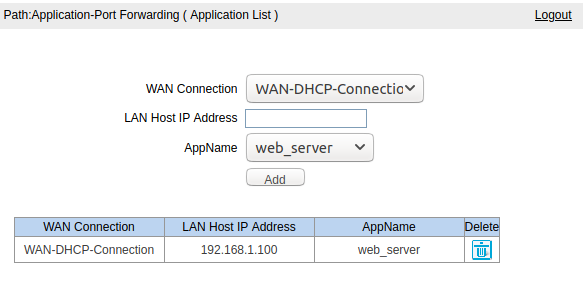 Path:Application-Port Forwarding ( Application List ) Logout
WAN Connection WAN-DHCP-Connectio
LAN Host IP Address
AppName web_server
Add
WAN Connection LAN Host IP Address AppName Delete
WAN-DHCP-Connection 192.168.1.100 web_server